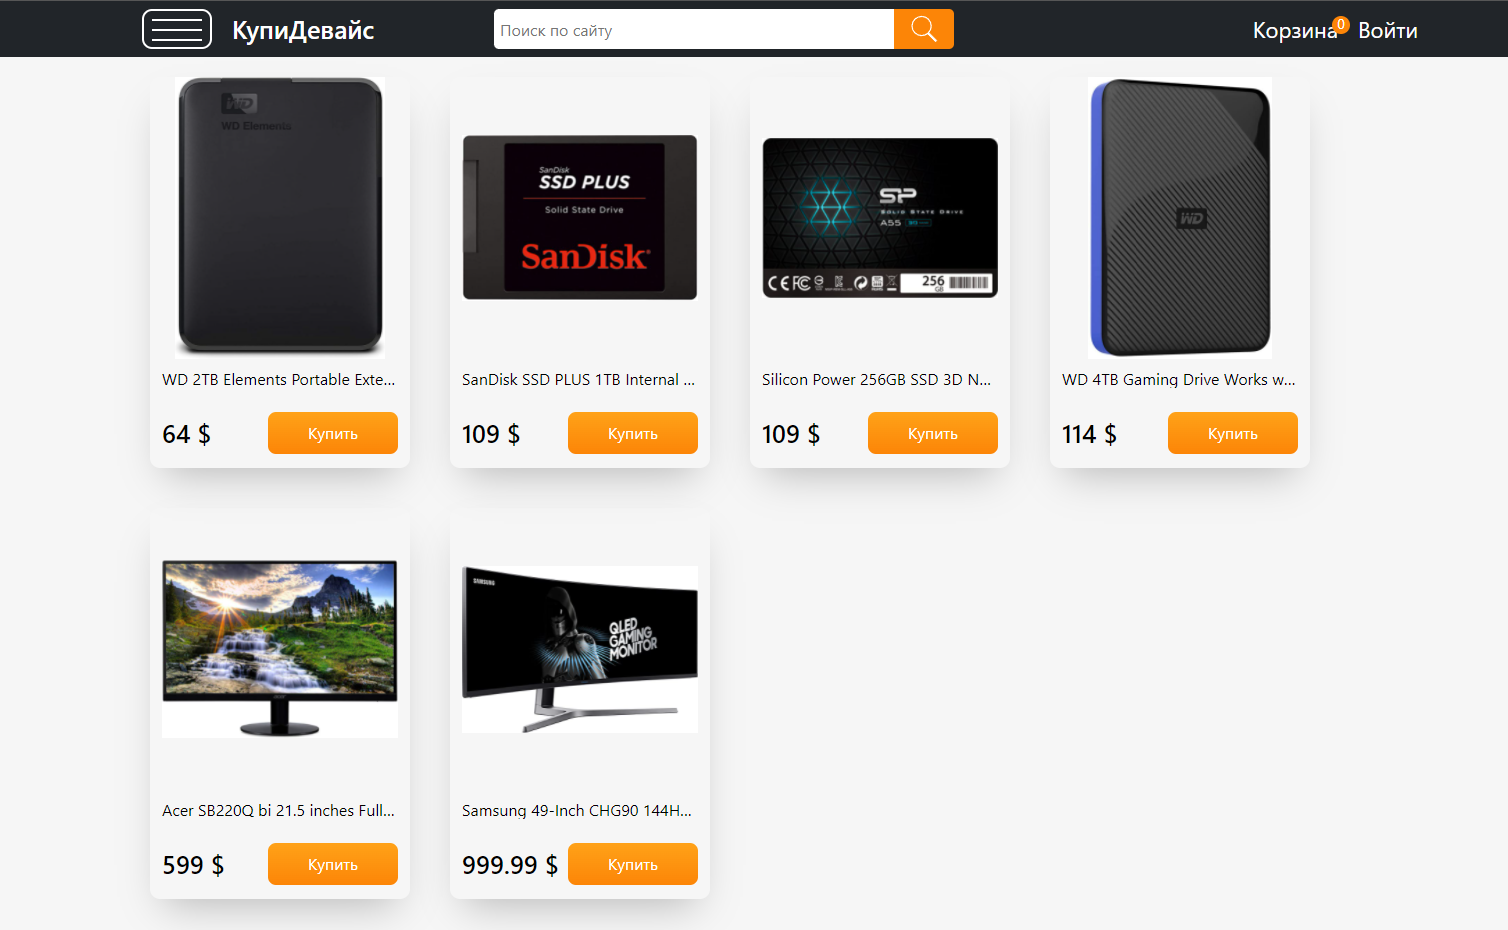 КупиДевайс
Поиск по сайту
Корзина 0 Войти
WD
WD Elements
SanDisk
SSD PLUS
Solid State Drive
SanDisk®
SP
SOLID STATE DRIVE
A55
256
GB
WD
WD 2TB Elements Portable Exte...
SanDisk SSD PLUS 1TB Internal ...
Silicon Power 256GB SSD 3D N...
WD 4TB Gaming Drive Works w...
64 $ Купить
109 $ Купить
109 $ Купить
114 $ Купить
acer
SAMSUNG
QLED
GAMING
MONITOR
Acer SB220Q bi 21.5 inches Full...
Samsung 49-Inch CHG90 144H...
599 $ Купить
999.99 $ Купить